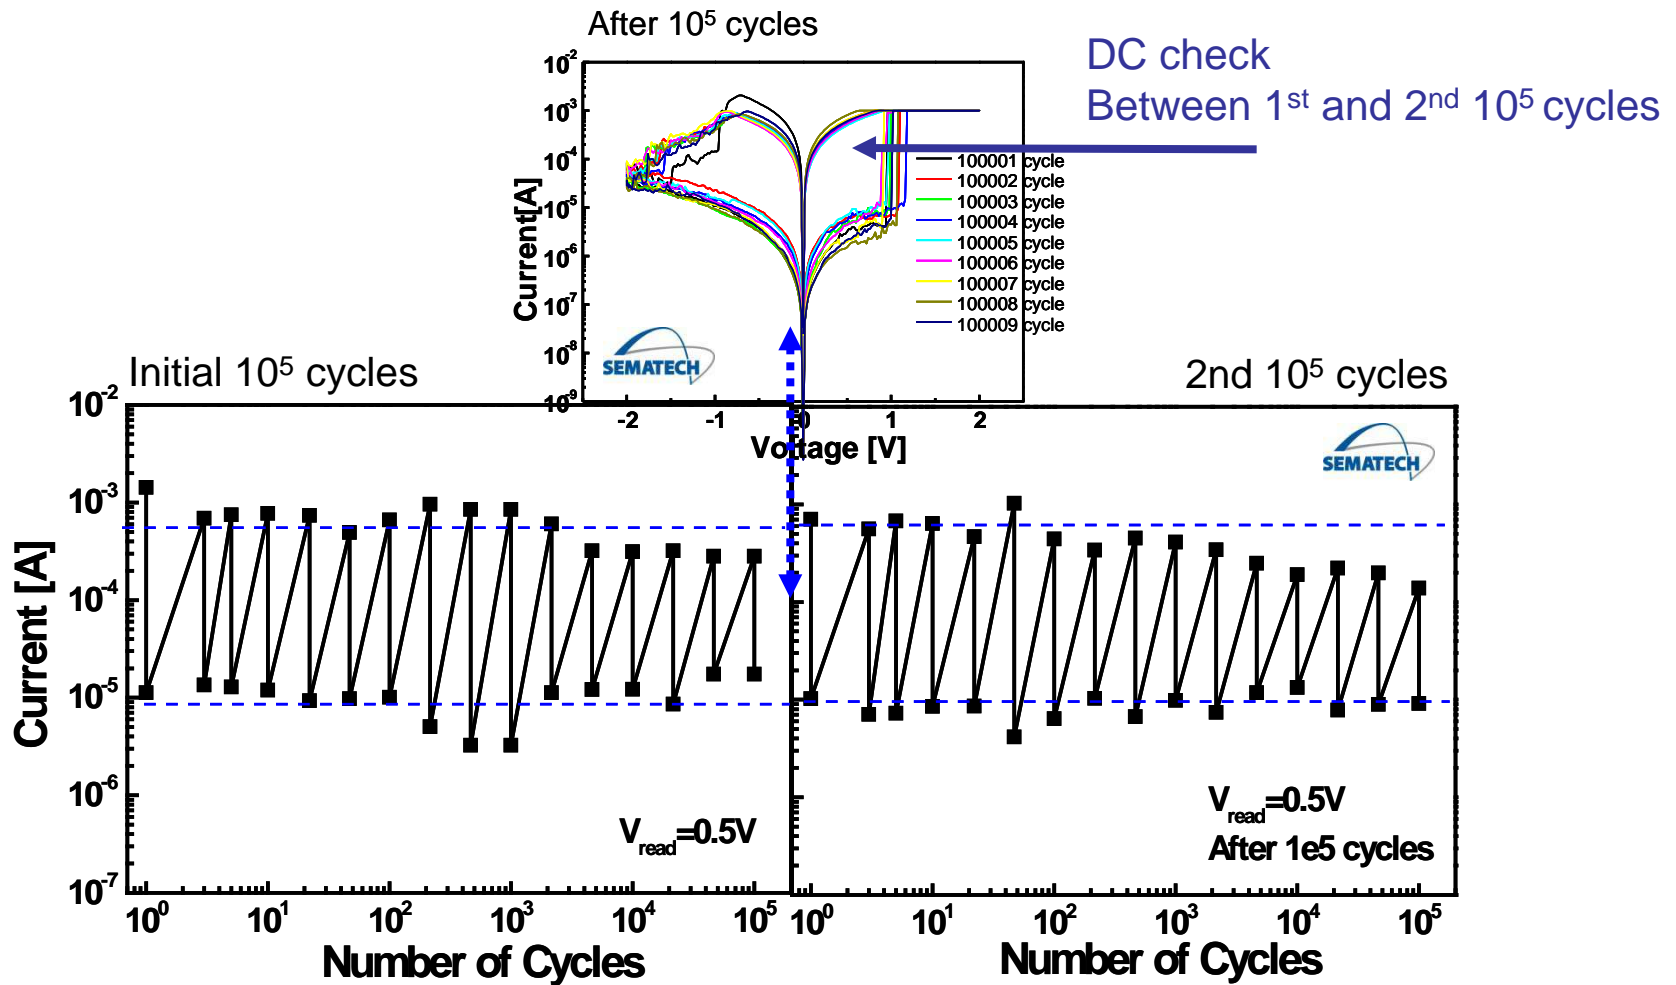 After 10⁵ cycles
DC check
Between 1st and 2nd 10⁵ cycles
10⁻²
10⁻³
10⁻⁴
10⁻⁵
10⁻⁶
10⁻⁷
10⁻⁸
10⁻⁹
Current[A]
100001 cycle
100002 cycle
100003 cycle
100004 cycle
100005 cycle
100006 cycle
100007 cycle
100008 cycle
100009 cycle
SEMATECH
-2 -1 0 1 2
Voltage [V]
Initial 10⁵ cycles
10⁻²
10⁻³
10⁻⁴
10⁻⁵
10⁻⁶
10⁻⁷
Current [A]
Vread=0.5V
10⁰ 10¹ 10² 10³ 10⁴ 10⁵
Number of Cycles
2nd 10⁵ cycles
SEMATECH
Vread=0.5V
After 1e5 cycles
10⁰ 10¹ 10² 10³ 10⁴ 10⁵
Number of Cycles